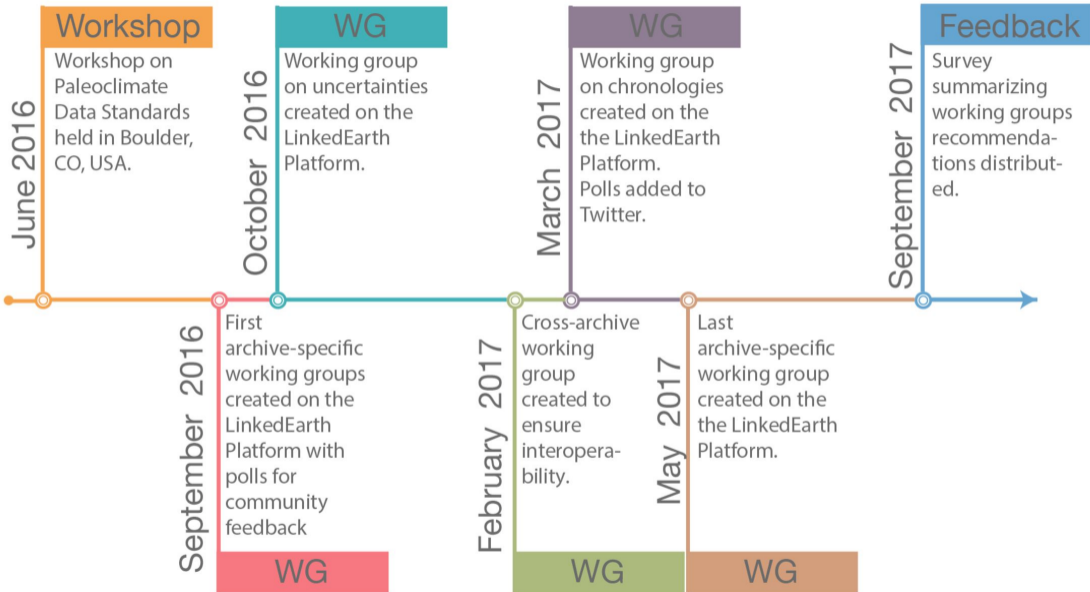 Workshop
June 2016
Workshop on
Paleoclimate
Data Standards
held in Boulder,
CO, USA.
WG
October 2016
Working group
on uncertainties
created on the
LinkedEarth
Platform.
WG
March 2017
Working group
on chronologies
created on the
the LinkedEarth
Platform.
Polls added to
Twitter.
Feedback
September 2017
Survey
summarizing
working groups
recommenda-
tions distribut-
ed.
September 2016
First
archive-specific
working groups
created on the
LinkedEarth
Platform with
polls for
community
feedback
WG
February 2017
Cross-archive
working
group
created to
ensure
interopera-
bility.
WG
May 2017
Last
archive-specific
working group
created on the
the LinkedEarth
Platform.
WG